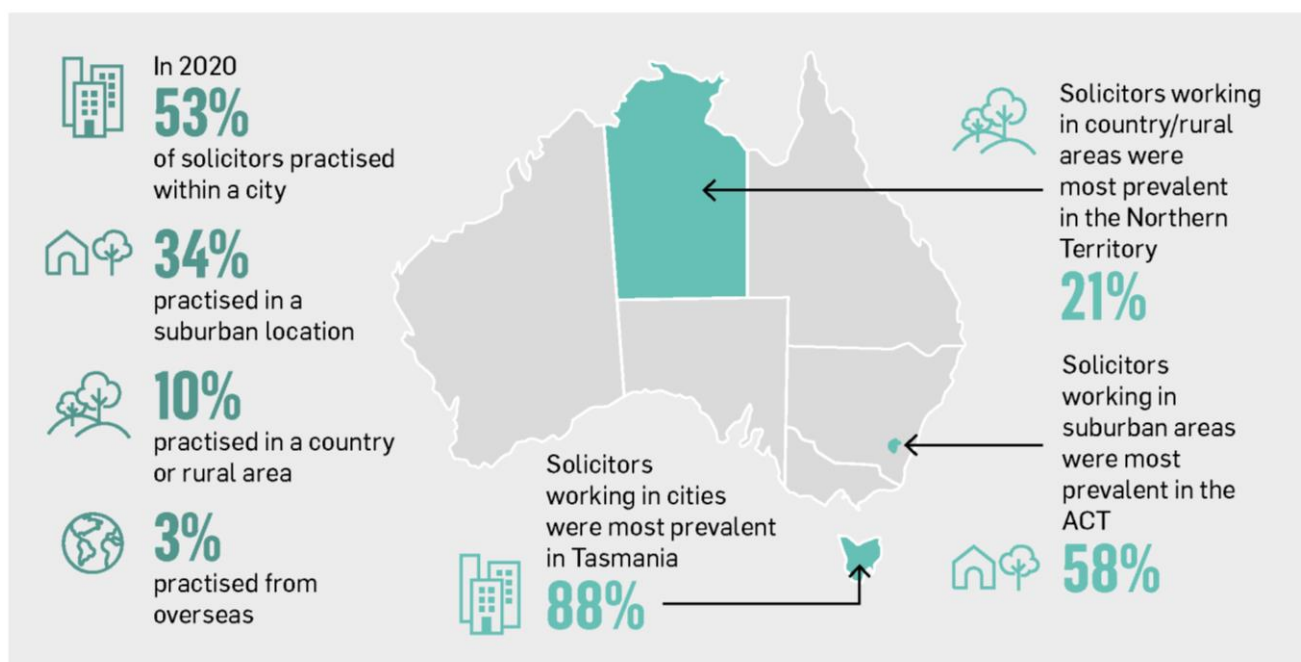 In 2020
53%
of solicitors practised
within a city
34%
practised in a
suburban location
10%
practised in a country
or rural area
3%
practised from
overseas
Solicitors
working in cities
were most prevalent
in Tasmania
88%
Solicitors working
in country/rural
areas were
most prevalent
in the Northern
Territory
21%
Solicitors
working in
suburban areas
were most
prevalent in the
ACT
58%